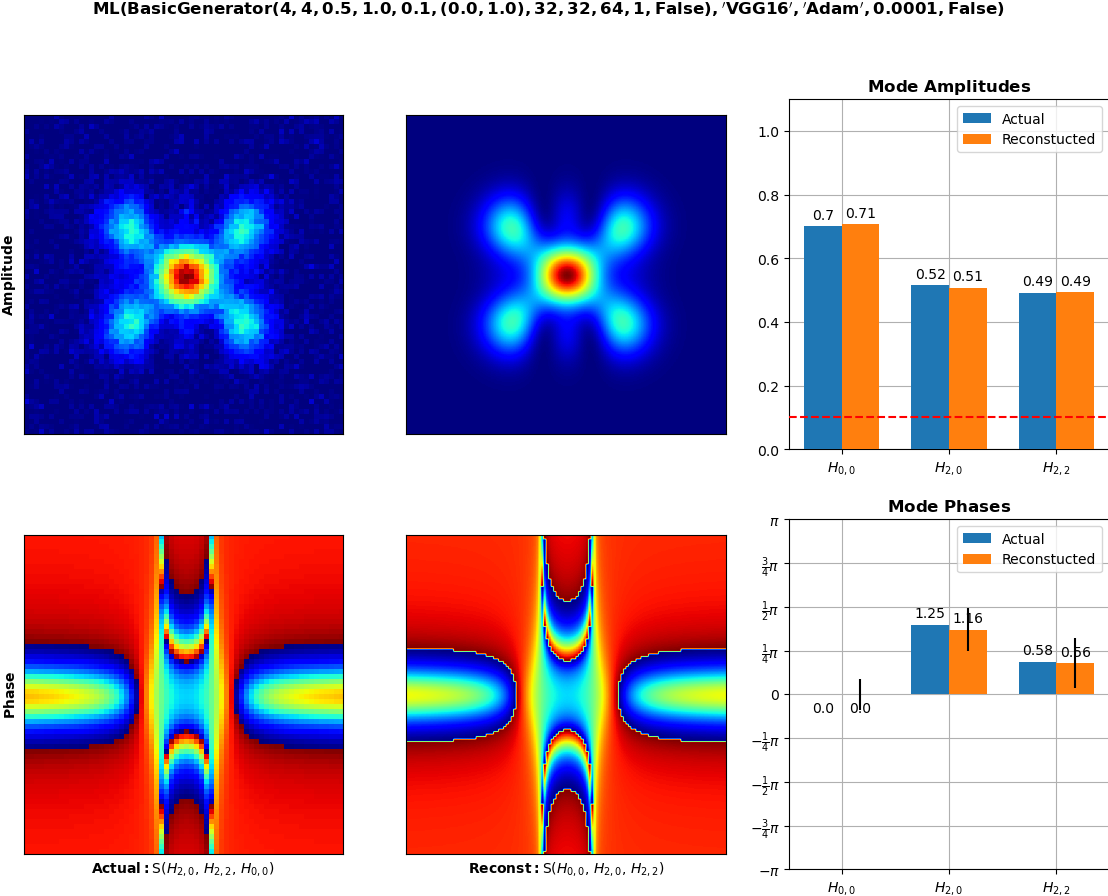 ML(BasicGenerator(4, 4, 0.5, 1.0, 0.1, (0.0, 1.0), 32, 32, 64, 1, False), ′VGG16′, ′Adam′, 0.0001, False)
Amplitude
Mode Amplitudes
Actual
Reconstucted
1.0
0.8
0.6
0.4
0.2
0.0
0.7
0.71
0.52
0.51
0.49
0.49
H0,0
H2,0
H2,2
Phase
Actual: S(H2,0, H2,2, H0,0)
Reconst: S(H0,0, H2,0, H2,2)
Mode Phases
Actual
Reconstucted
π
3/4π
1/2π
1/4π
0
−1/4π
−1/2π
−3/4π
−π
0.0
0.0
1.25
1.16
0.58
0.56
H0,0
H2,0
H2,2